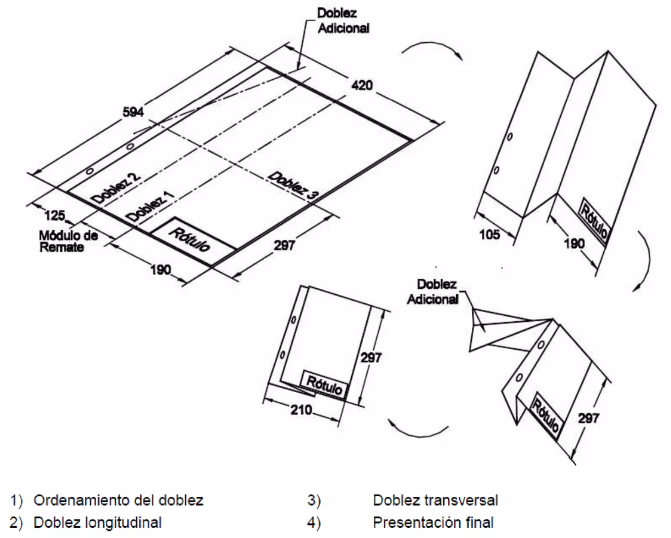 Doblez
Adicional
594
420
Doblez 2
Doblez 1
Doblez 3
Rótulo
125
Módulo de
Remate
190
297
Rótulo
105
190
Doblez
Adicional
Rótulo
297
Rótulo
297
210
1) Ordenamiento del doblez
2) Doblez longitudinal
3) Doblez transversal
4) Presentación final